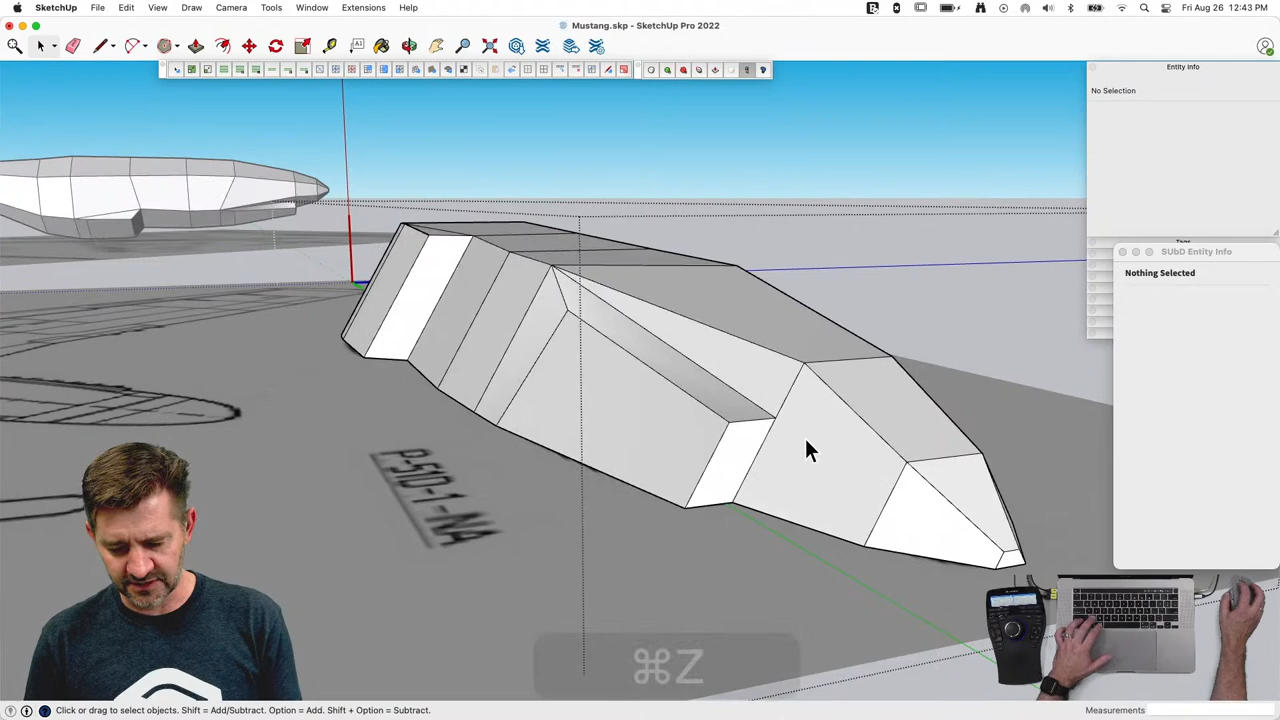 SketchUp File Edit View Draw Camera Tools Window Extensions Help
Fri Aug 26 12:43 PM
Mustang.skp - SketchUp Pro 2022
Entity Info
No Selection
Tags
SUbD Entity Info
Nothing Selected
P-51D-1-NA
⌘Z
Click or drag to select objects. Shift = Add/Subtract. Option = Add. Shift + Option = Subtract.
Measurements